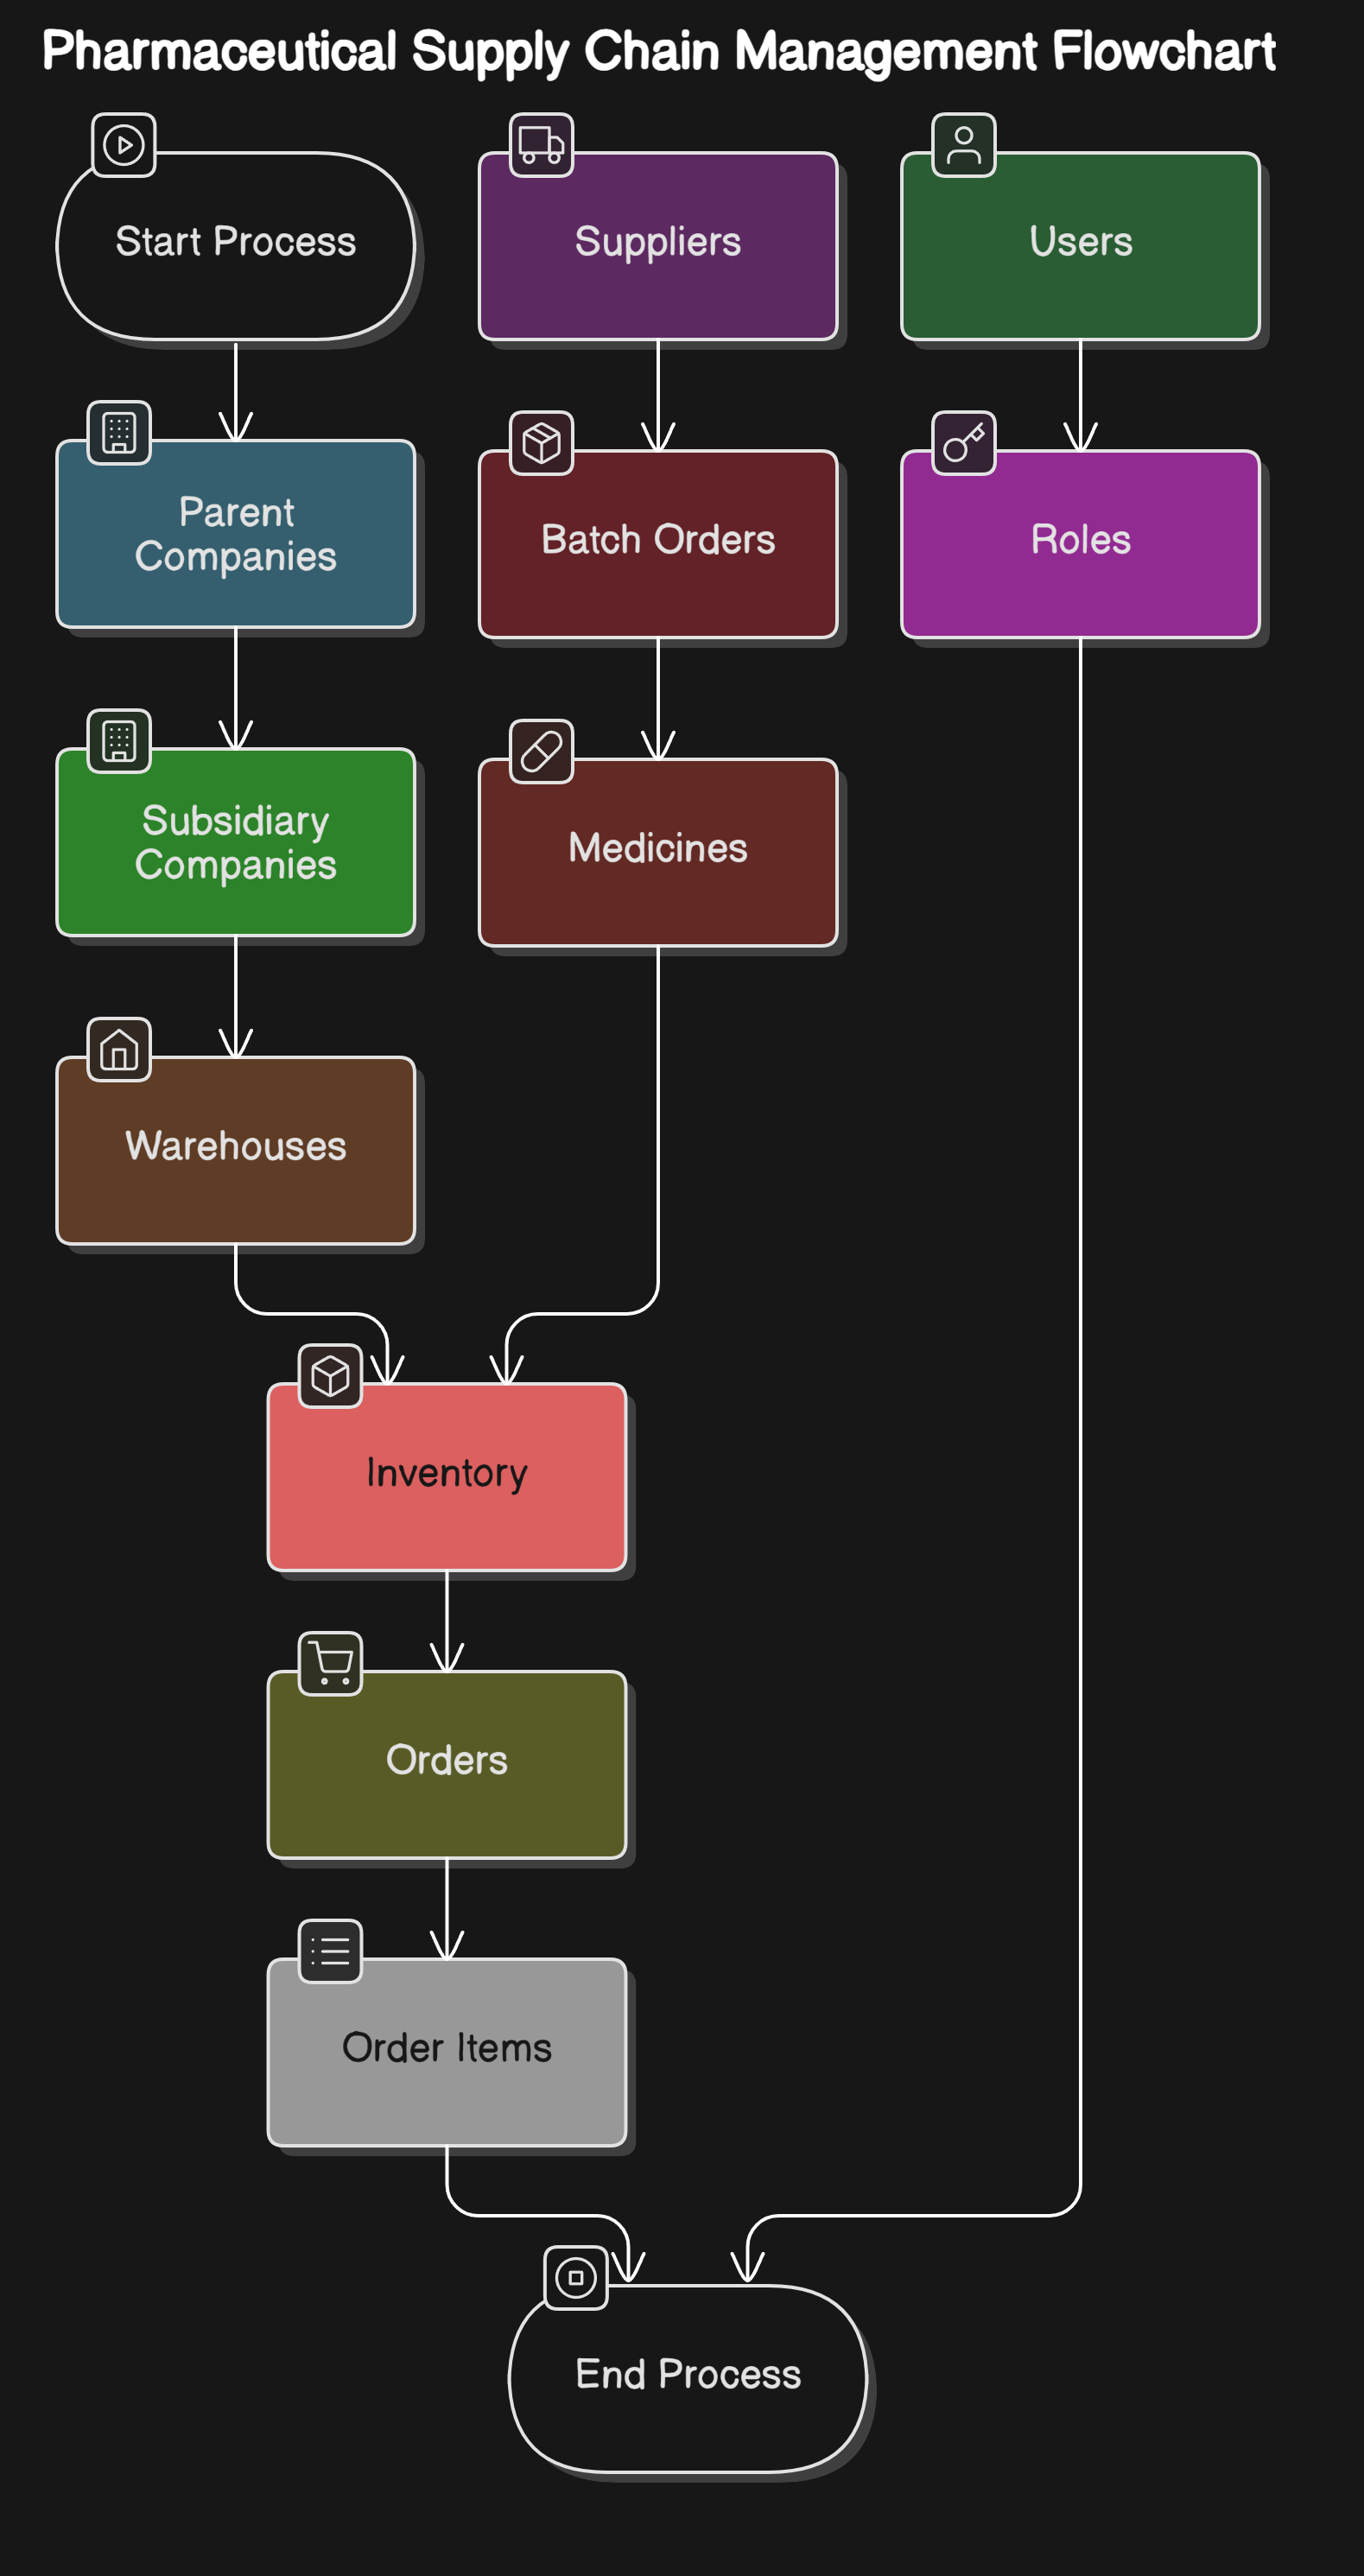 Pharmaceutical Supply Chain Management Flowchart
Start Process
Suppliers
Users
Parent
Companies
Batch Orders
Roles
Subsidiary
Companies
Medicines
Warehouses
Inventory
Orders
Order Items
End Process